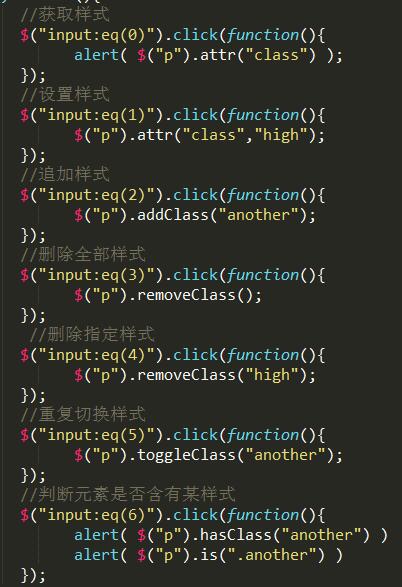 //获取样式
$("input:eq(0)").click(function(){
alert( $("p").attr("class") );
});
//设置样式
$("input:eq(1)").click(function(){
$("p").attr("class","high");
});
//追加样式
$("input:eq(2)").click(function(){
$("p").addClass("another");
});
//删除全部样式
$("input:eq(3)").click(function(){
$("p").removeClass();
});
//删除指定样式
$("input:eq(4)").click(function(){
$("p").removeClass("high");
});
//重复切换样式
$("input:eq(5)").click(function(){
$("p").toggleClass("another");
});
//判断元素是否含有某样式
$("input:eq(6)").click(function(){
alert( $("p").hasClass("another") )
alert( $("p").is(".another") )
});